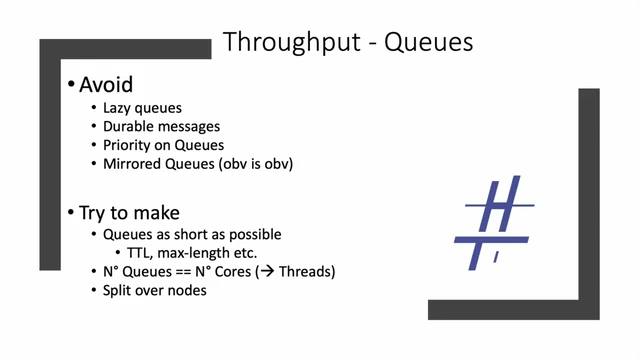 Throughput - Queues
• Avoid
• Lazy queues
• Durable messages
• Priority on Queues
• Mirrored Queues (obv is obv)
• Try to make
• Queues as short as possible
• TTL, max-length etc.
• N° Queues == N° Cores (→ Threads)
• Split over nodes